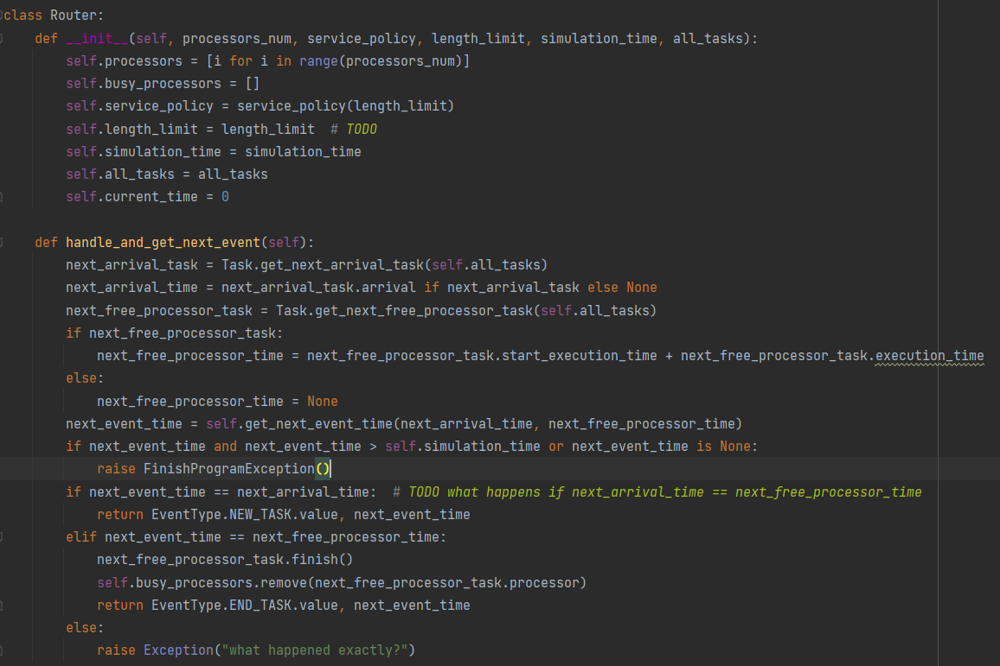 class Router:
    def __init__(self, processors_num, service_policy, length_limit, simulation_time, all_tasks):
        self.processors = [i for i in range(processors_num)]
        self.busy_processors = []
        self.service_policy = service_policy(length_limit)
        self.length_limit = length_limit  # TODO
        self.simulation_time = simulation_time
        self.all_tasks = all_tasks
        self.current_time = 0

    def handle_and_get_next_event(self):
        next_arrival_task = Task.get_next_arrival_task(self.all_tasks)
        next_arrival_time = next_arrival_task.arrival if next_arrival_task else None
        next_free_processor_task = Task.get_next_free_processor_task(self.all_tasks)
        if next_free_processor_task:
            next_free_processor_time = next_free_processor_task.start_execution_time + next_free_processor_task.execution_time
        else:
            next_free_processor_time = None
        next_event_time = self.get_next_event_time(next_arrival_time, next_free_processor_time)
        if next_event_time and next_event_time > self.simulation_time or next_event_time is None:
            raise FinishProgramException()
        if next_event_time == next_arrival_time:  # TODO what happens if next_arrival_time == next_free_processor_time
            return EventType.NEW_TASK.value, next_event_time
        elif next_event_time == next_free_processor_time:
            next_free_processor_task.finish()
            self.busy_processors.remove(next_free_processor_task.processor)
            return EventType.END_TASK.value, next_event_time
        else:
            raise Exception("what happened exactly?")